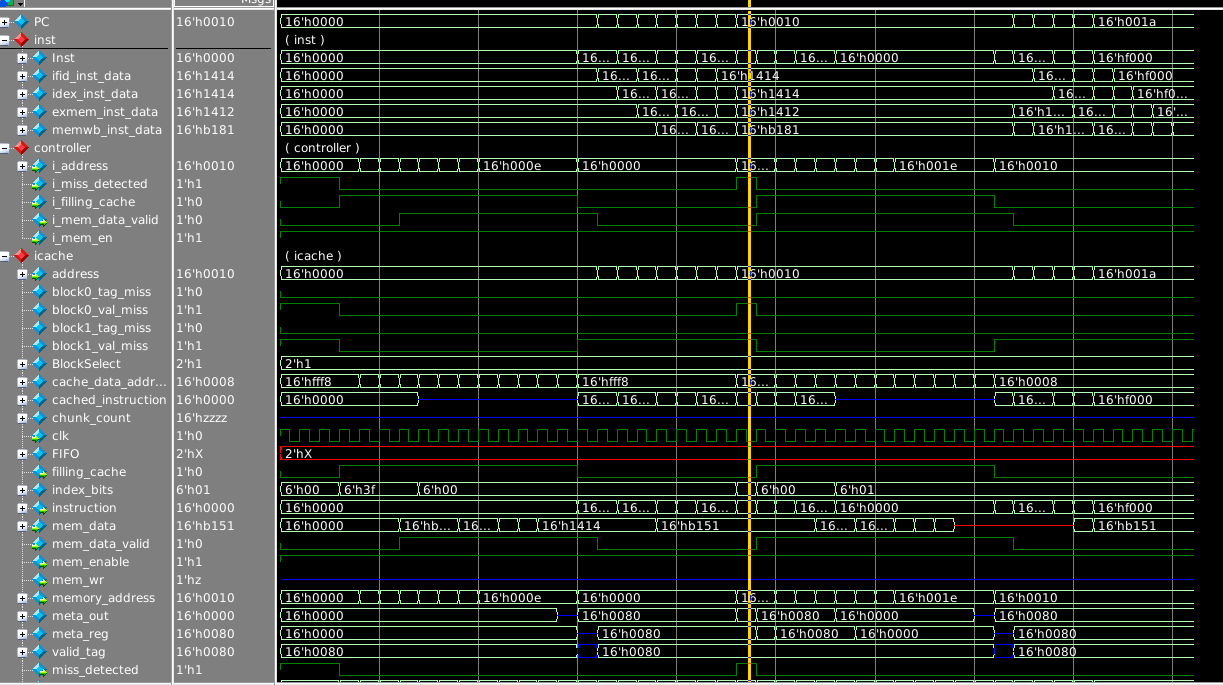 Msgs
PC 16'h0010 16'h0000 16'h0010 16'h001a
inst ( inst )
Inst 16'h0000 16'h0000 16... 16... 16... 16... 16'h0000 16... 16'hf000
ifid_inst_data 16'h1414 16'h0000 16... 16... 16'h1414 16... 16'hf000
idex_inst_data 16'h1414 16'h0000 16... 16... 16'h1414 16... 16'hf0...
exmem_inst_data 16'h1412 16'h0000 16... 16... 16'h1412 16'h1... 16... 16'...
memwb_inst_data 16'hb181 16'h0000 16... 16... 16'hb181 16'h1... 16...
controller ( controller )
i_address 16'h0010 16'h0000 16'h000e 16'h0000 16... 16'h001e 16'h0010
i_miss_detected 1'h1
i_filling_cache 1'h0
i_mem_data_valid 1'h0
i_mem_en 1'h1
icache ( icache )
address 16'h0010 16'h0000 16'h0010 16'h001a
block0_tag_miss 1'h0
block0_val_miss 1'h1
block1_tag_miss 1'h0
block1_val_miss 1'h1
BlockSelect 2'h1 2'h1
cache_data_addr... 16'h0008 16'hfff8 16'hfff8 16... 16'h0008
cached_instruction 16'h0000 16'h0000 16... 16... 16... 16... 16... 16'hf000
chunk_count 16'hzzzz
clk 1'h0
FIFO 2'hX 2'hX
filling_cache 1'h0
index_bits 6'h01 6'h00 6'h3f 6'h00 6'h00 6'h01
instruction 16'h0000 16'h0000 16... 16... 16... 16... 16'h0000 16... 16'hf000
mem_data 16'hb151 16'h0000 16'hb... 16... 16'h1414 16'hb151 16... 16... 16'hb151
mem_data_valid 1'h0
mem_enable 1'h1
mem_wr 1'hz
memory_address 16'h0010 16'h0000 16'h000e 16'h0000 16... 16'h001e 16'h0010
meta_out 16'h0000 16'h0000 16'h0080 16'h0080 16'h0000 16'h0080
meta_reg 16'h0080 16'h0000 16'h0080 16'h0080 16'h0000 16'h0080
valid_tag 16'h0080 16'h0080 16'h0080 16'h0080
miss_detected 1'h1